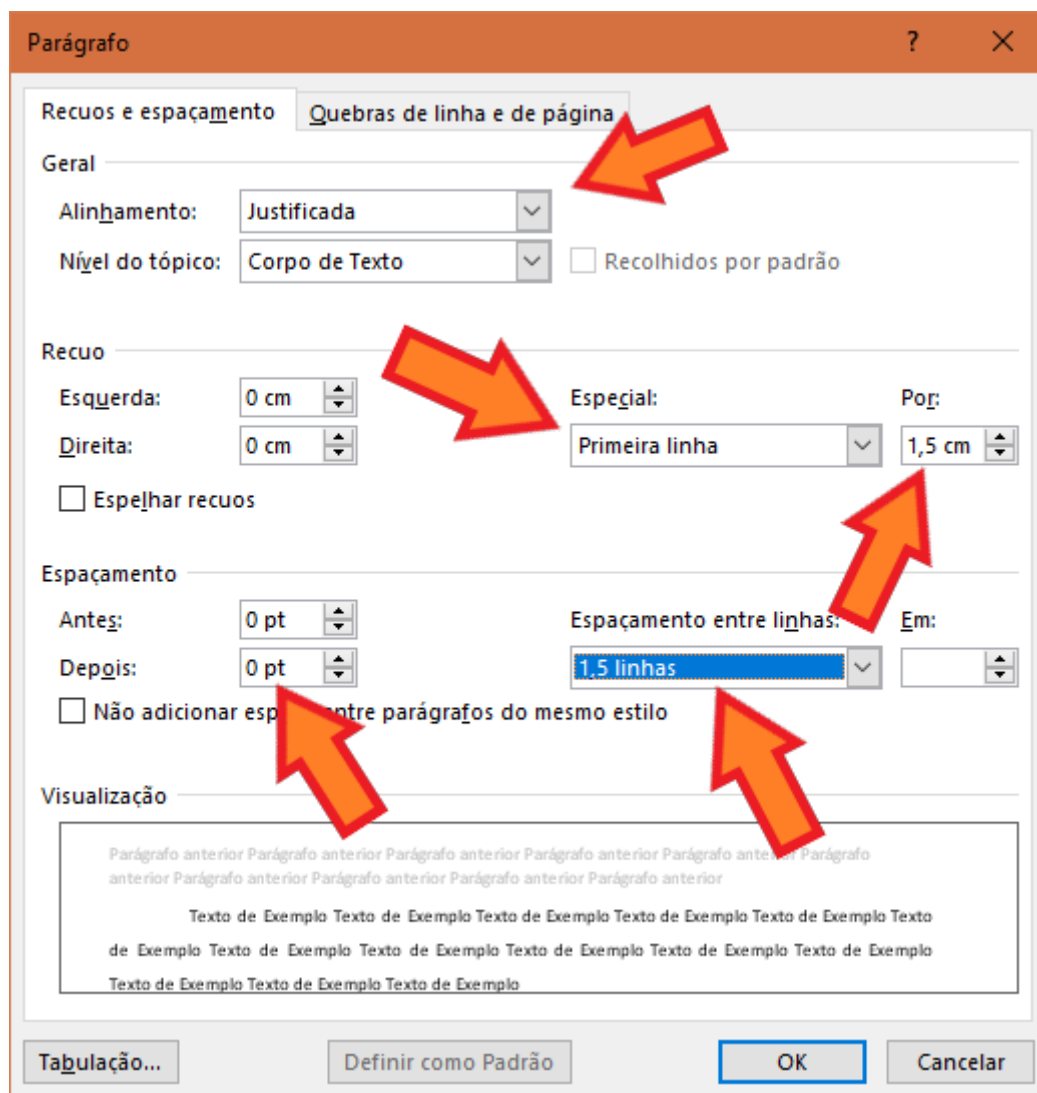 Parágrafo ? ×
Recuos e espaçamento Quebras de linha e de página
Geral
Alinhamento: Justificada
Nível do tópico: Corpo de Texto Recolhidos por padrão
Recuo
Esquerda: 0 cm Especial: Por:
Direita: 0 cm Primeira linha 1,5 cm
Espelhar recuos
Espaçamento
Antes: 0 pt Espaçamento entre linhas: Em:
Depois: 0 pt 1,5 linhas
Não adicionar entre parágrafos do mesmo estilo
Visualização
Parágrafo anterior Parágrafo anterior Parágrafo anterior Parágrafo anterior Parágrafo anterior Parágrafo
anterior Parágrafo anterior Parágrafo anterior Parágrafo anterior Parágrafo anterior
Texto de Exemplo Texto de Exemplo Texto de Exemplo Texto de Exemplo Texto de Exemplo Texto
de Exemplo Texto de Exemplo Texto de Exemplo Texto de Exemplo Texto de Exemplo Texto de Exemplo
Texto de Exemplo Texto de Exemplo Texto de Exemplo
Tabulação... Definir como Padrão OK Cancelar